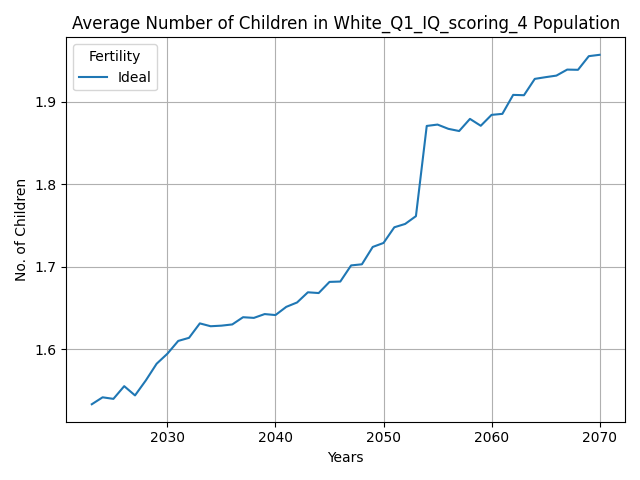 Average Number of Children in White_Q1_IQ_scoring_4 Population
Fertility
Ideal
No. of Children
1.9
1.8
1.7
1.6
2030 2040 2050 2060 2070
Years